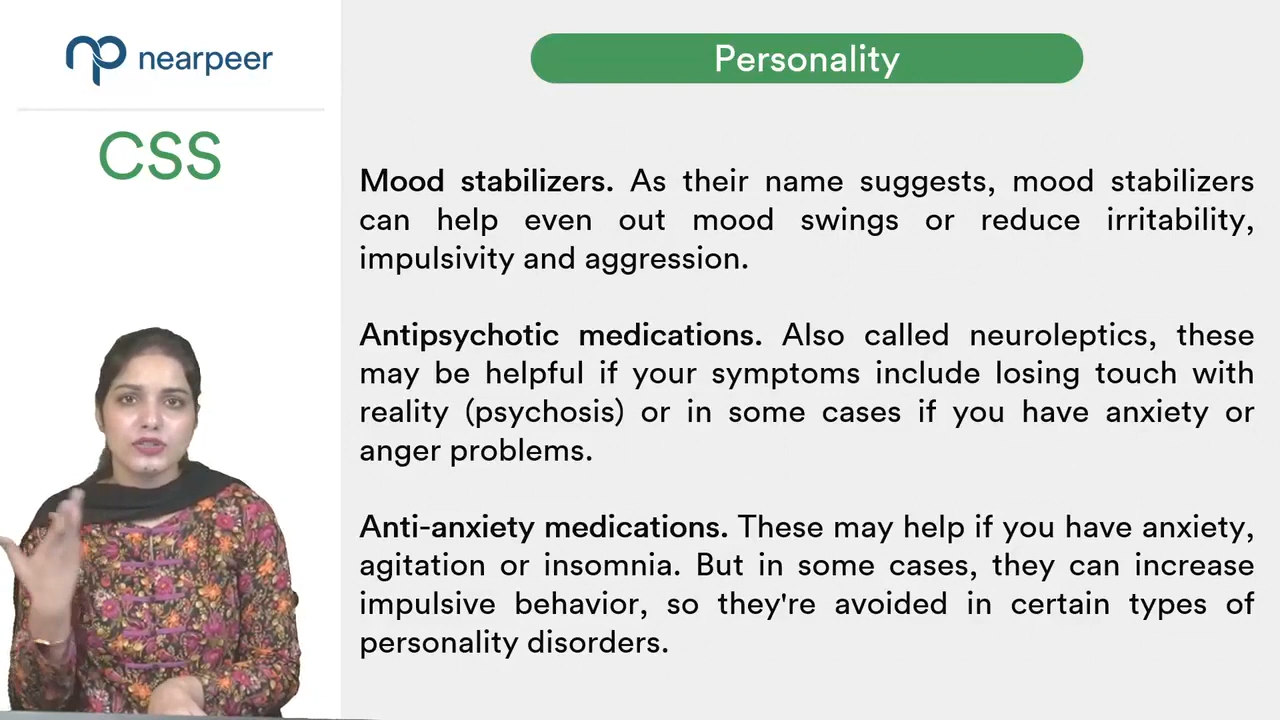 nearpeer
CSS
Personality
Mood stabilizers. As their name suggests, mood stabilizers
can help even out mood swings or reduce irritability,
impulsivity and aggression.
Antipsychotic medications. Also called neuroleptics, these
may be helpful if your symptoms include losing touch with
reality (psychosis) or in some cases if you have anxiety or
anger problems.
Anti-anxiety medications. These may help if you have anxiety,
agitation or insomnia. But in some cases, they can increase
impulsive behavior, so they're avoided in certain types of
personality disorders.